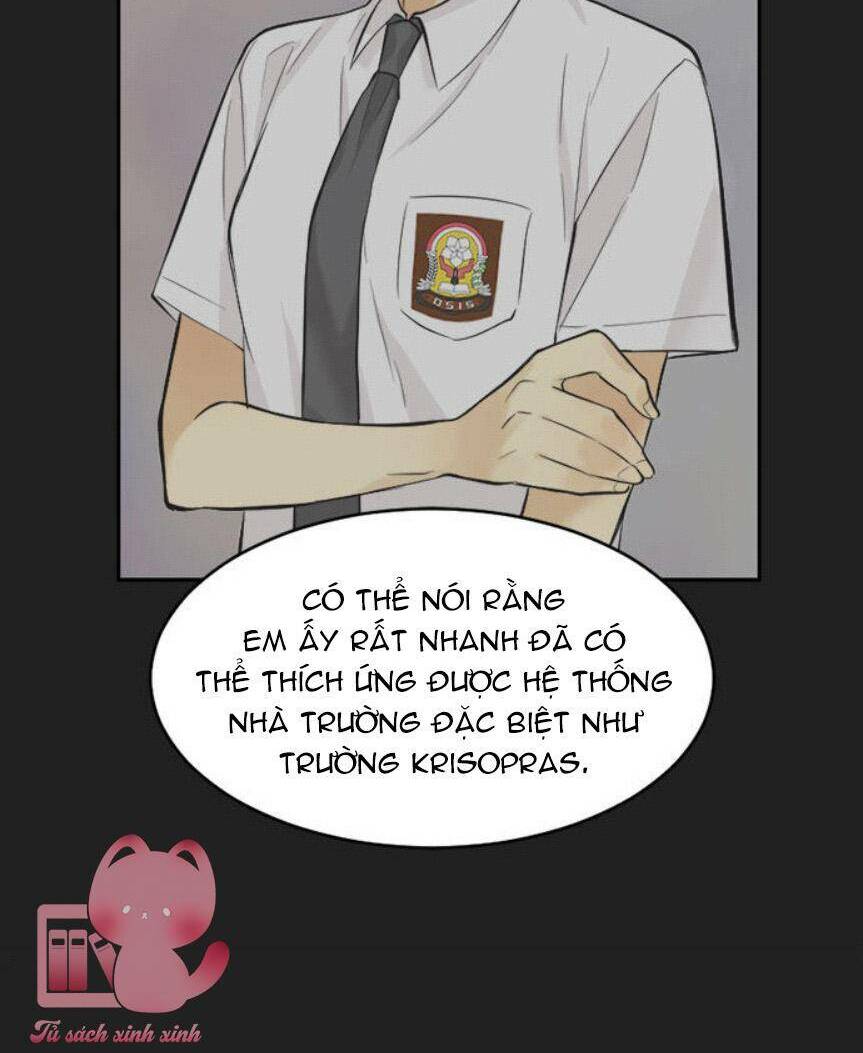 OSIS
CÓ THỂ NÓI RẰNG
EM ẤY RẤT NHANH ĐÃ CÓ
THỂ THÍCH ỨNG ĐƯỢC HỆ THỐNG
NHÀ TRƯỜNG ĐẶC BIỆT NHƯ
TRƯỜNG KRISOPRAS.
Tủ sách xinh xinh